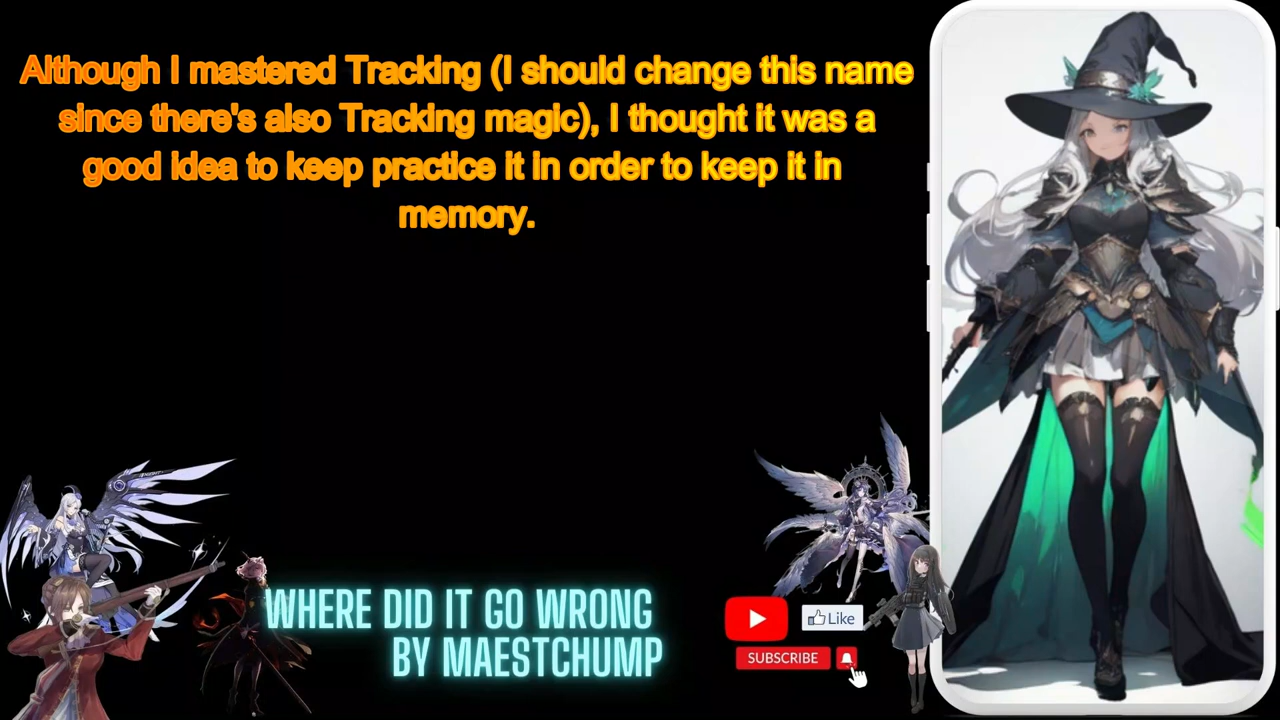 Although I mastered Tracking (I should change this name
since there's also Tracking magic), I thought it was a
good idea to keep practice it in order to keep it in
memory.
WHERE DID IT GO WRONG
BY MAESTCHUMP
Like
SUBSCRIBE